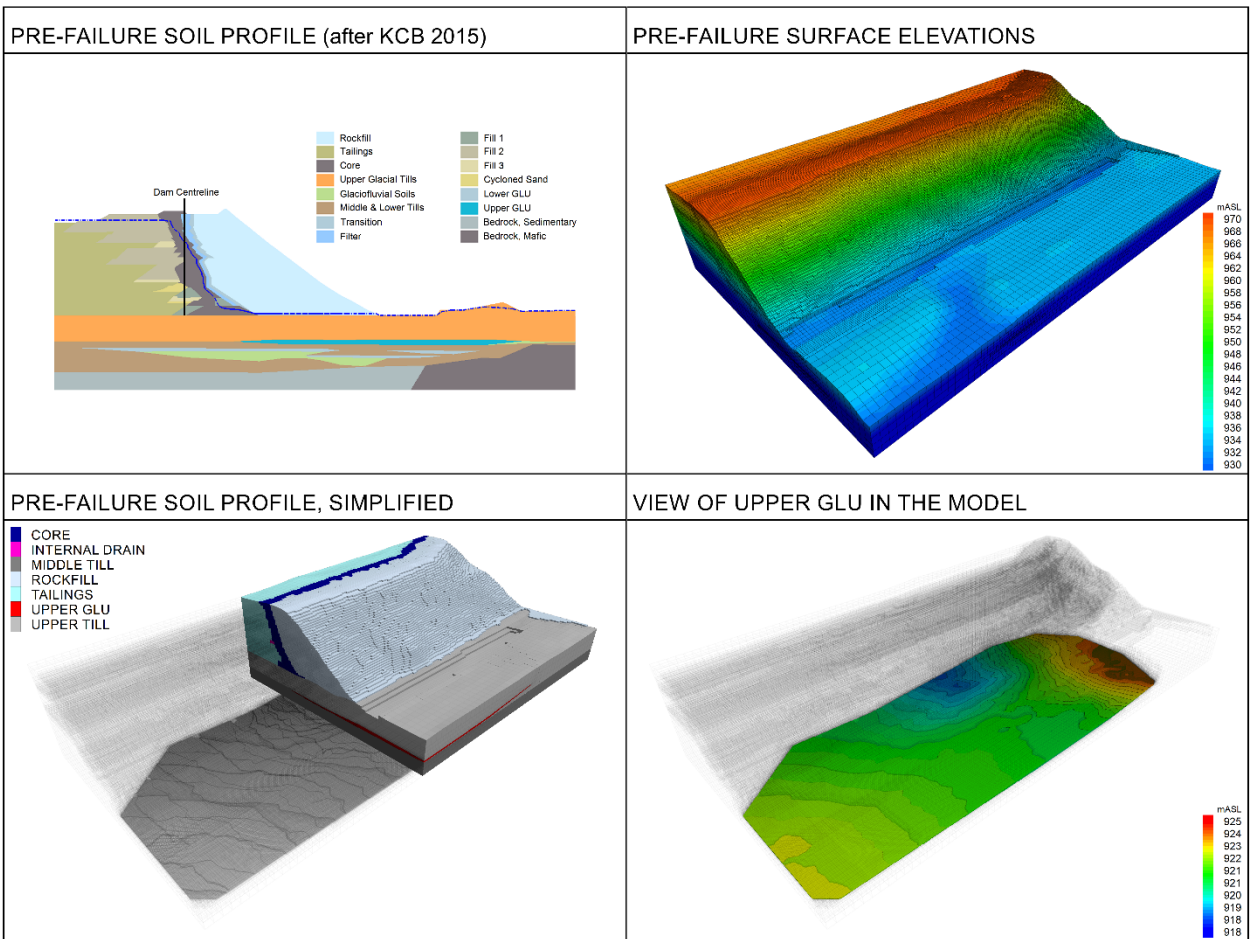 PRE-FAILURE SOIL PROFILE (after KCB 2015)
Rockfill
Tailings
Core
Upper Glacial Tills
Glaciofluvial Soils
Middle & Lower Tills
Transition
Filter
Fill 1
Fill 2
Fill 3
Cycloned Sand
Lower GLU
Upper GLU
Bedrock, Sedimentary
Bedrock, Mafic
Dam Centreline
PRE-FAILURE SURFACE ELEVATIONS
mASL
970
968
966
964
962
960
958
956
954
952
950
948
946
944
942
940
938
936
934
932
930
PRE-FAILURE SOIL PROFILE, SIMPLIFIED
CORE
INTERNAL DRAIN
MIDDLE TILL
ROCKFILL
TAILINGS
UPPER GLU
UPPER TILL
VIEW OF UPPER GLU IN THE MODEL
mASL
925
924
923
922
921
921
920
919
918
918